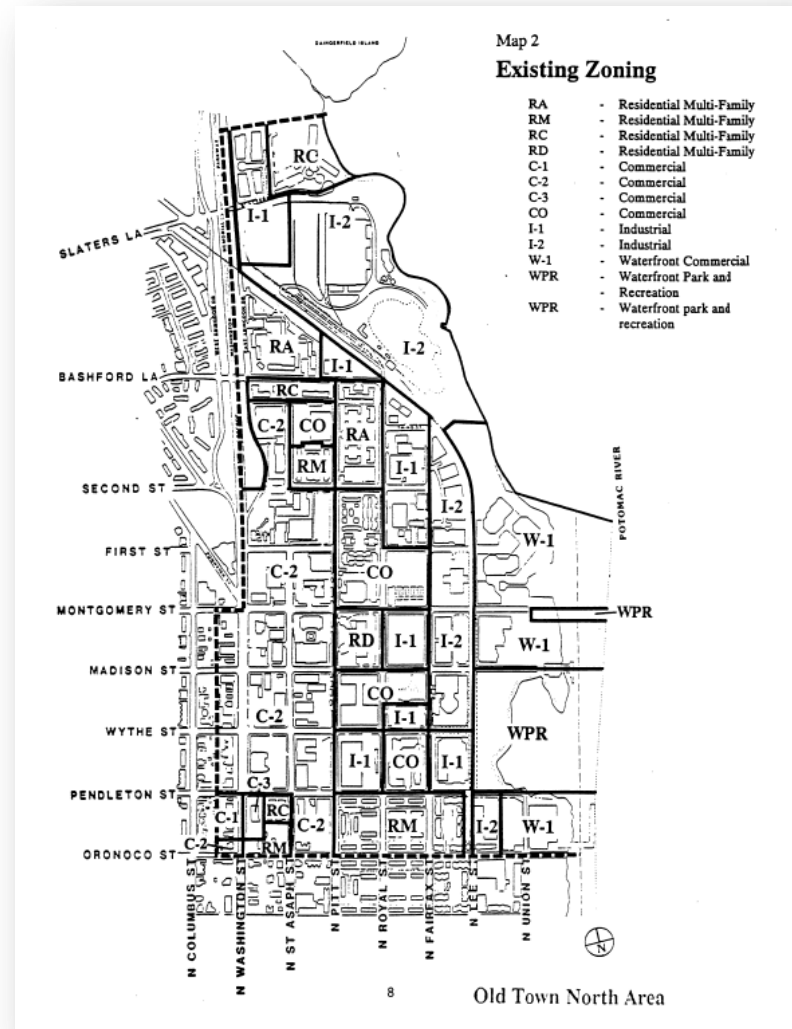 Map 2
Existing Zoning
RA - Residential Multi-Family
RM - Residential Multi-Family
RC - Residential Multi-Family
RD - Residential Multi-Family
C-1 - Commercial
C-2 - Commercial
C-3 - Commercial
CO - Commercial
I-1 - Industrial
I-2 - Industrial
W-1 - Waterfront Commercial
WPR - Waterfront Park and
- Recreation
WPR - Waterfront park and
recreation
DAINGERFIELD ISLAND
RC
I-1
I-2
SLATERS LA
RA
I-1
I-2
BASHFORD LA
RC
C-2
CO
RA
RM
I-1
SECOND ST
I-2
POTOMAC RIVER
FIRST ST
W-1
C-2
CO
MONTGOMERY ST
WPR
RD
I-1
I-2
W-1
MADISON ST
CO
C-2
I-1
WYTHE ST
WPR
I-1
CO
I-1
C-3
PENDLETON ST
C-1
RC
C-2
RM
I-2
W-1
C-2
RM
ORONOCO ST
N COLUMBUS ST
N WASHINGTON ST
N ST ASAPH ST
N PITT ST
N ROYAL ST
N FAIRFAX ST
N LEE ST
N UNION ST
N
8
Old Town North Area